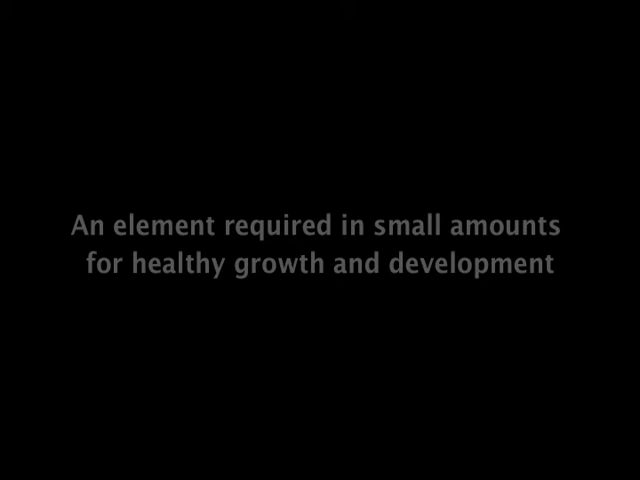 An element required in small amounts
for healthy growth and development